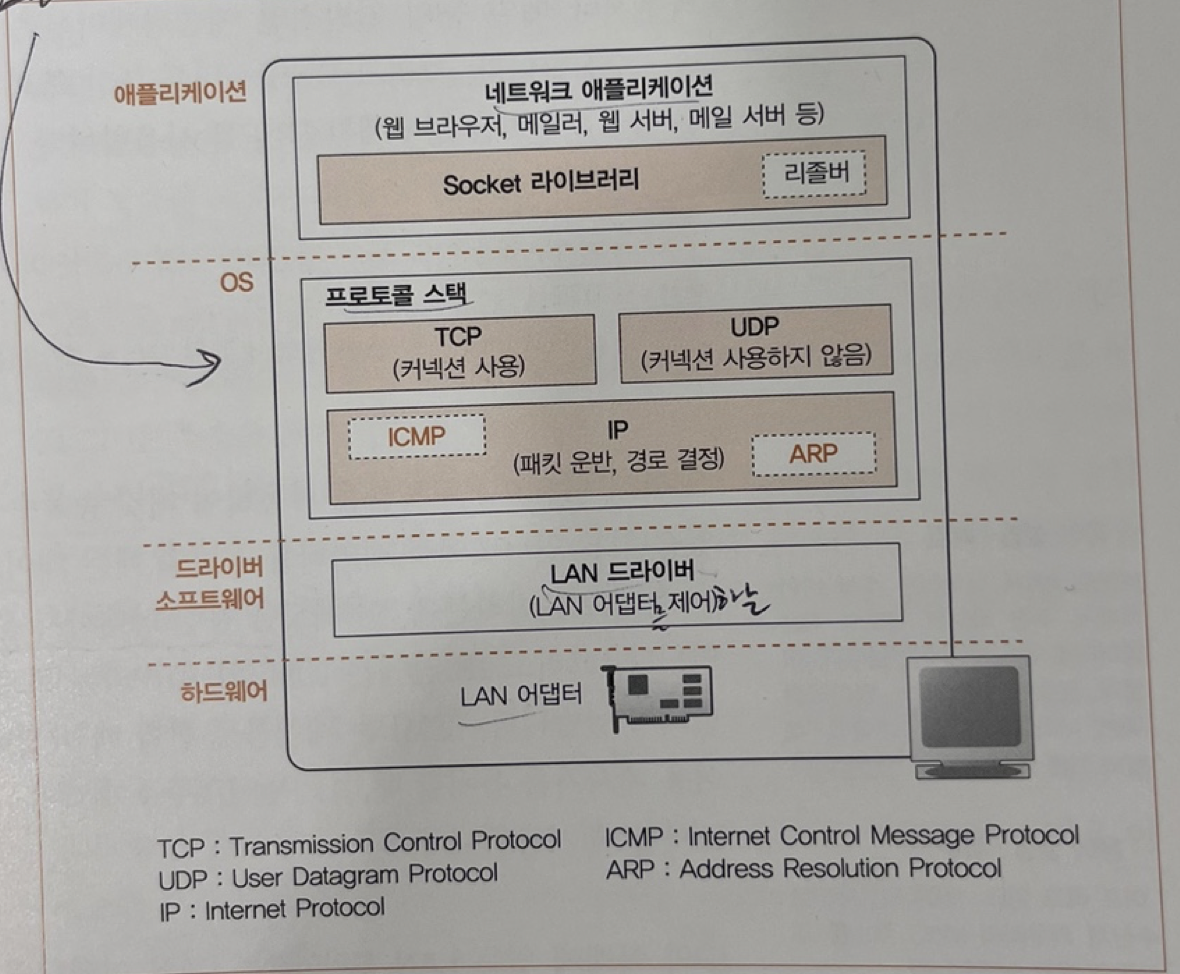 애플리케이션
네트워크 애플리케이션
(웹 브라우저, 메일러, 웹 서버, 메일 서버 등)
Socket 라이브러리
리졸버
OS
프로토콜 스택
TCP
(커넥션 사용)
UDP
(커넥션 사용하지 않음)
ICMP
IP
(패킷 운반, 경로 결정)
ARP
드라이버
소프트웨어
LAN 드라이버
(LAN 어댑터 제어)
하드웨어
LAN 어댑터
TCP : Transmission Control Protocol
UDP : User Datagram Protocol
IP : Internet Protocol
ICMP : Internet Control Message Protocol
ARP : Address Resolution Protocol